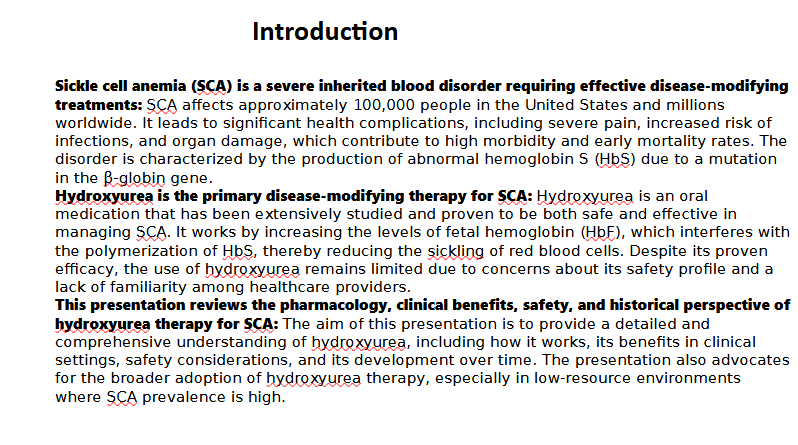 Introduction
Sickle cell anemia (SCA) is a severe inherited blood disorder requiring effective disease-modifying
treatments: SCA affects approximately 100,000 people in the United States and millions
worldwide. It leads to significant health complications, including severe pain, increased risk of
infections, and organ damage, which contribute to high morbidity and early mortality rates. The
disorder is characterized by the production of abnormal hemoglobin S (HbS) due to a mutation
in the β-globin gene.
Hydroxyurea is the primary disease-modifying therapy for SCA: Hydroxyurea is an oral
medication that has been extensively studied and proven to be both safe and effective in
managing SCA. It works by increasing the levels of fetal hemoglobin (HbF), which interferes with
the polymerization of HbS, thereby reducing the sickling of red blood cells. Despite its proven
efficacy, the use of hydroxyurea remains limited due to concerns about its safety profile and a
lack of familiarity among healthcare providers.
This presentation reviews the pharmacology, clinical benefits, safety, and historical perspective of
hydroxyurea therapy for SCA: The aim of this presentation is to provide a detailed and
comprehensive understanding of hydroxyurea, including how it works, its benefits in clinical
settings, safety considerations, and its development over time. The presentation also advocates
for the broader adoption of hydroxyurea therapy, especially in low-resource environments
where SCA prevalence is high.